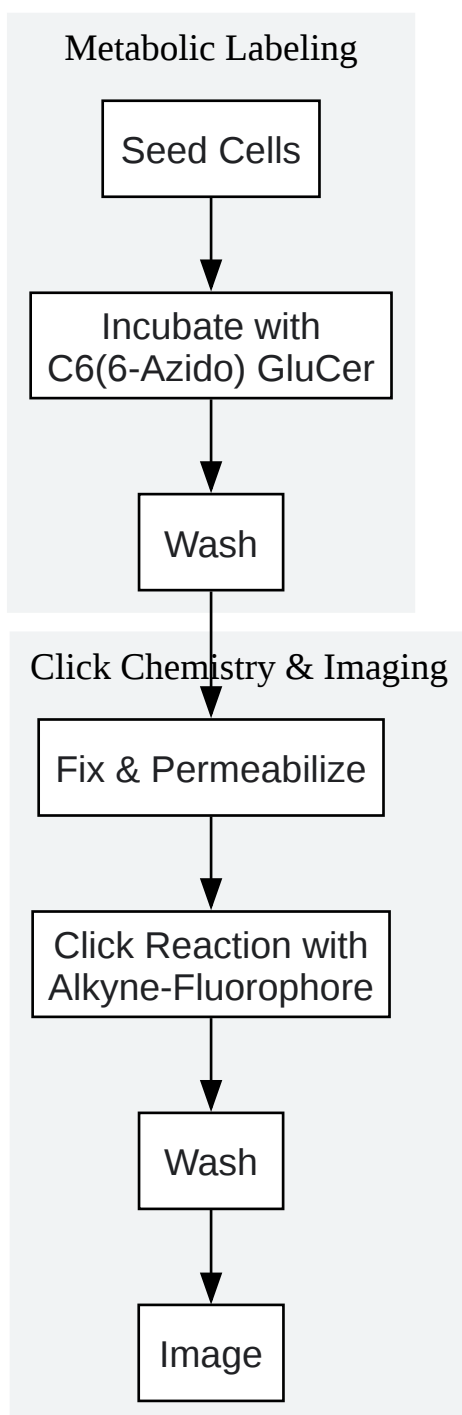 Metabolic Labeling
Seed Cells
Incubate with
C6(6-Azido) GluCer
Wash
Click Chemistry & Imaging
Fix & Permeabilize
Click Reaction with
Alkyne-Fluorophore
Wash
Image